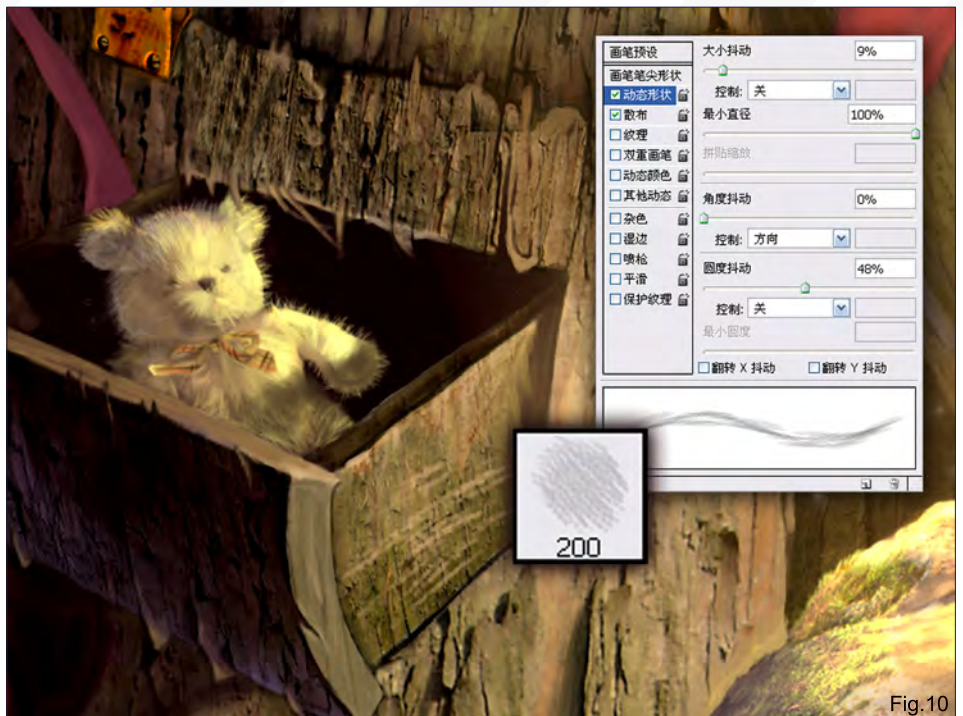 画笔预设
画笔笔尖形状
动态形状
散布
纹理
双重画笔
动态颜色
其他动态
杂色
湿边
喷枪
平滑
保护纹理
大小抖动 9%
控制: 关
最小直径 100%
拼贴缩放
角度抖动 0%
控制: 方向
圆度抖动 48%
控制: 关
最小圆度
翻转 X 抖动 翻转 Y 抖动
200
Fig.10